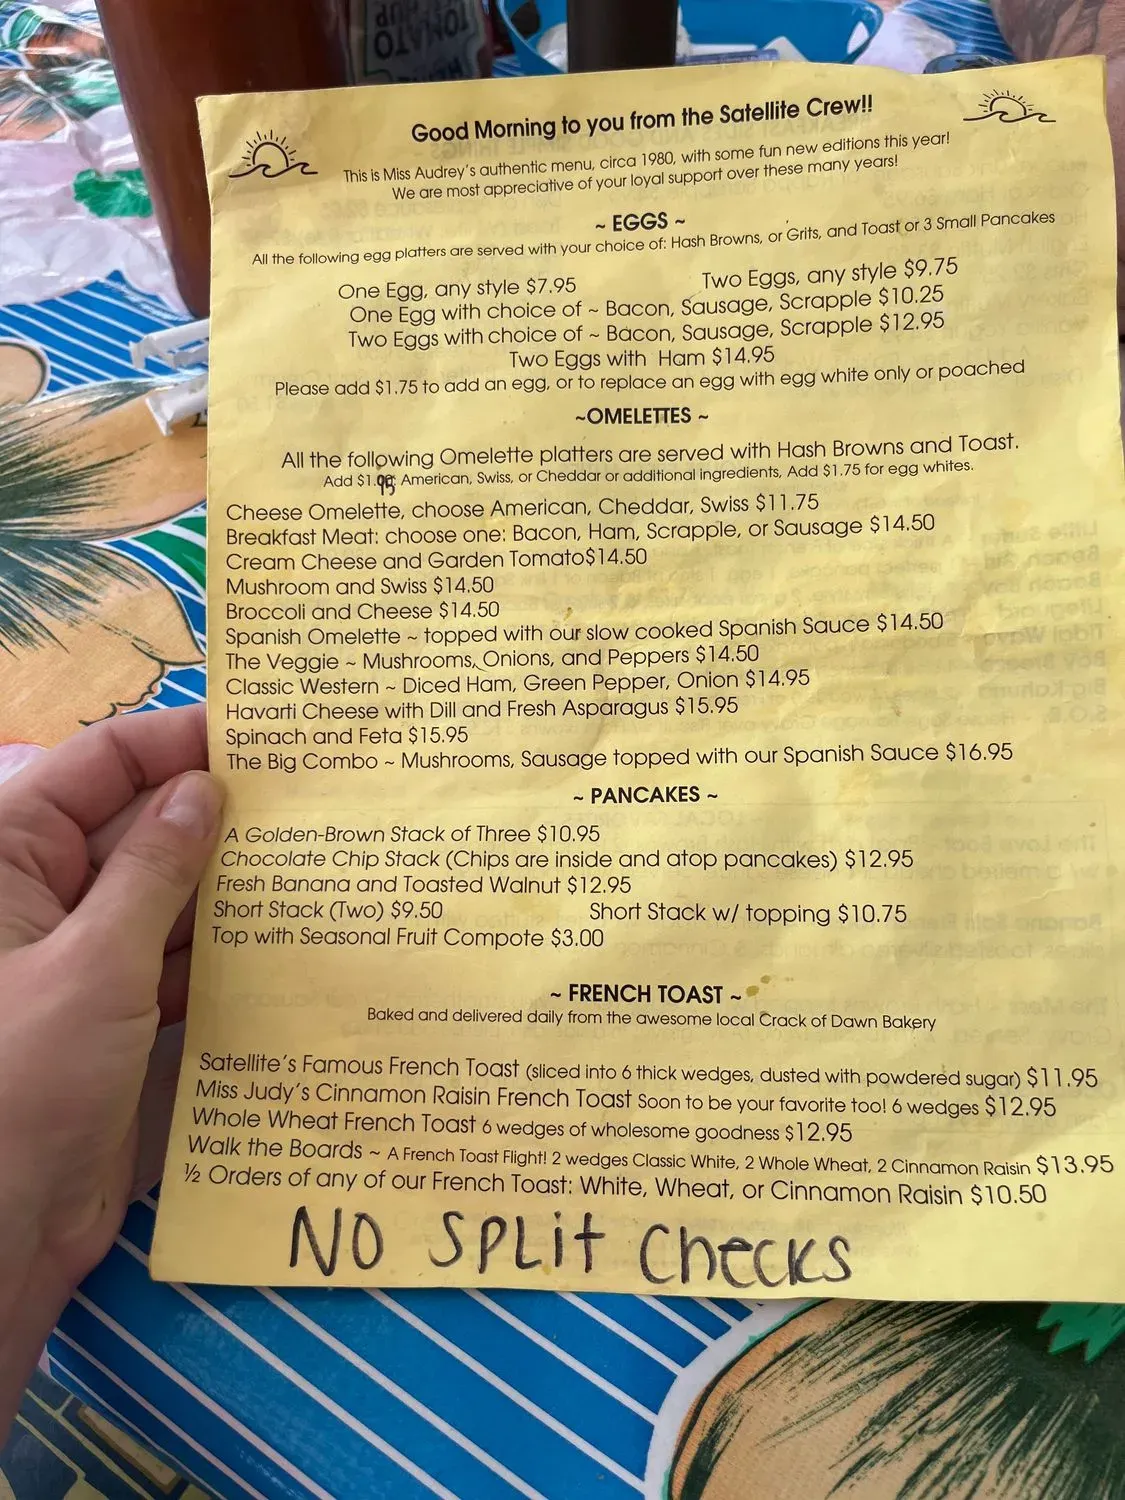 TOMATO
Good Morning to you from the Satellite Crew!!
This is Miss Audrey's authentic menu, circa 1980, with some fun new editions this year!
We are most appreciative of your loyal support over these many years!
~ EGGS ~
All the following egg platters are served with your choice of: Hash Browns, or Grits, and Toast or 3 Small Pancakes
One Egg, any style $7.95 Two Eggs, any style $9.75
One Egg with choice of ~ Bacon, Sausage, Scrapple $10.25
Two Eggs with choice of ~ Bacon, Sausage, Scrapple $12.95
Two Eggs with Ham $14.95
Please add $1.75 to add an egg, or to replace an egg with egg white only or poached
~OMELETTES ~
All the following Omelette platters are served with Hash Browns and Toast.
Add $1.95 American, Swiss, or Cheddar or additional ingredients, Add $1.75 for egg whites.
Cheese Omelette, choose American, Cheddar, Swiss $11.75
Breakfast Meat: choose one: Bacon, Ham, Scrapple, or Sausage $14.50
Cream Cheese and Garden Tomato$14.50
Mushroom and Swiss $14.50
Broccoli and Cheese $14.50
Spanish Omelette ~ topped with our slow cooked Spanish Sauce $14.50
The Veggie ~ Mushrooms, Onions, and Peppers $14.50
Classic Western ~ Diced Ham, Green Pepper, Onion $14.95
Havarti Cheese with Dill and Fresh Asparagus $15.95
Spinach and Feta $15.95
The Big Combo ~ Mushrooms, Sausage topped with our Spanish Sauce $16.95
~ PANCAKES ~
A Golden-Brown Stack of Three $10.95
Chocolate Chip Stack (Chips are inside and atop pancakes) $12.95
Fresh Banana and Toasted Walnut $12.95
Short Stack (Two) $9.50 Short Stack w/ topping $10.75
Top with Seasonal Fruit Compote $3.00
~ FRENCH TOAST ~
Baked and delivered daily from the awesome local Crack of Dawn Bakery
Satellite's Famous French Toast (sliced into 6 thick wedges, dusted with powdered sugar) $11.95
Miss Judy's Cinnamon Raisin French Toast Soon to be your favorite too! 6 wedges $12.95
Whole Wheat French Toast 6 wedges of wholesome goodness $12.95
Walk the Boards ~ A French Toast Flight! 2 wedges Classic White, 2 Whole Wheat, 2 Cinnamon Raisin $13.95
½ Orders of any of our French Toast: White, Wheat, or Cinnamon Raisin $10.50
NO SPLit CHecKS